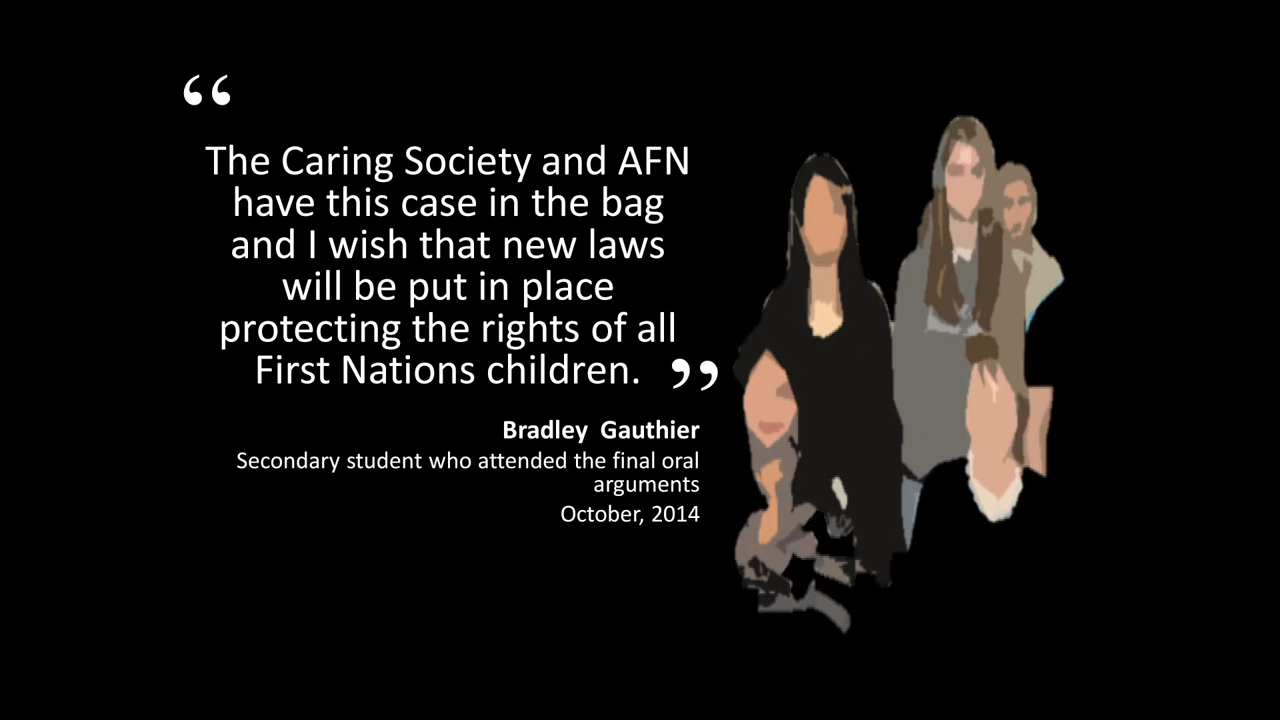 “
The Caring Society and AFN
have this case in the bag
and I wish that new laws
will be put in place
protecting the rights of all
First Nations children. ”
Bradley Gauthier
Secondary student who attended the final oral
arguments
October, 2014